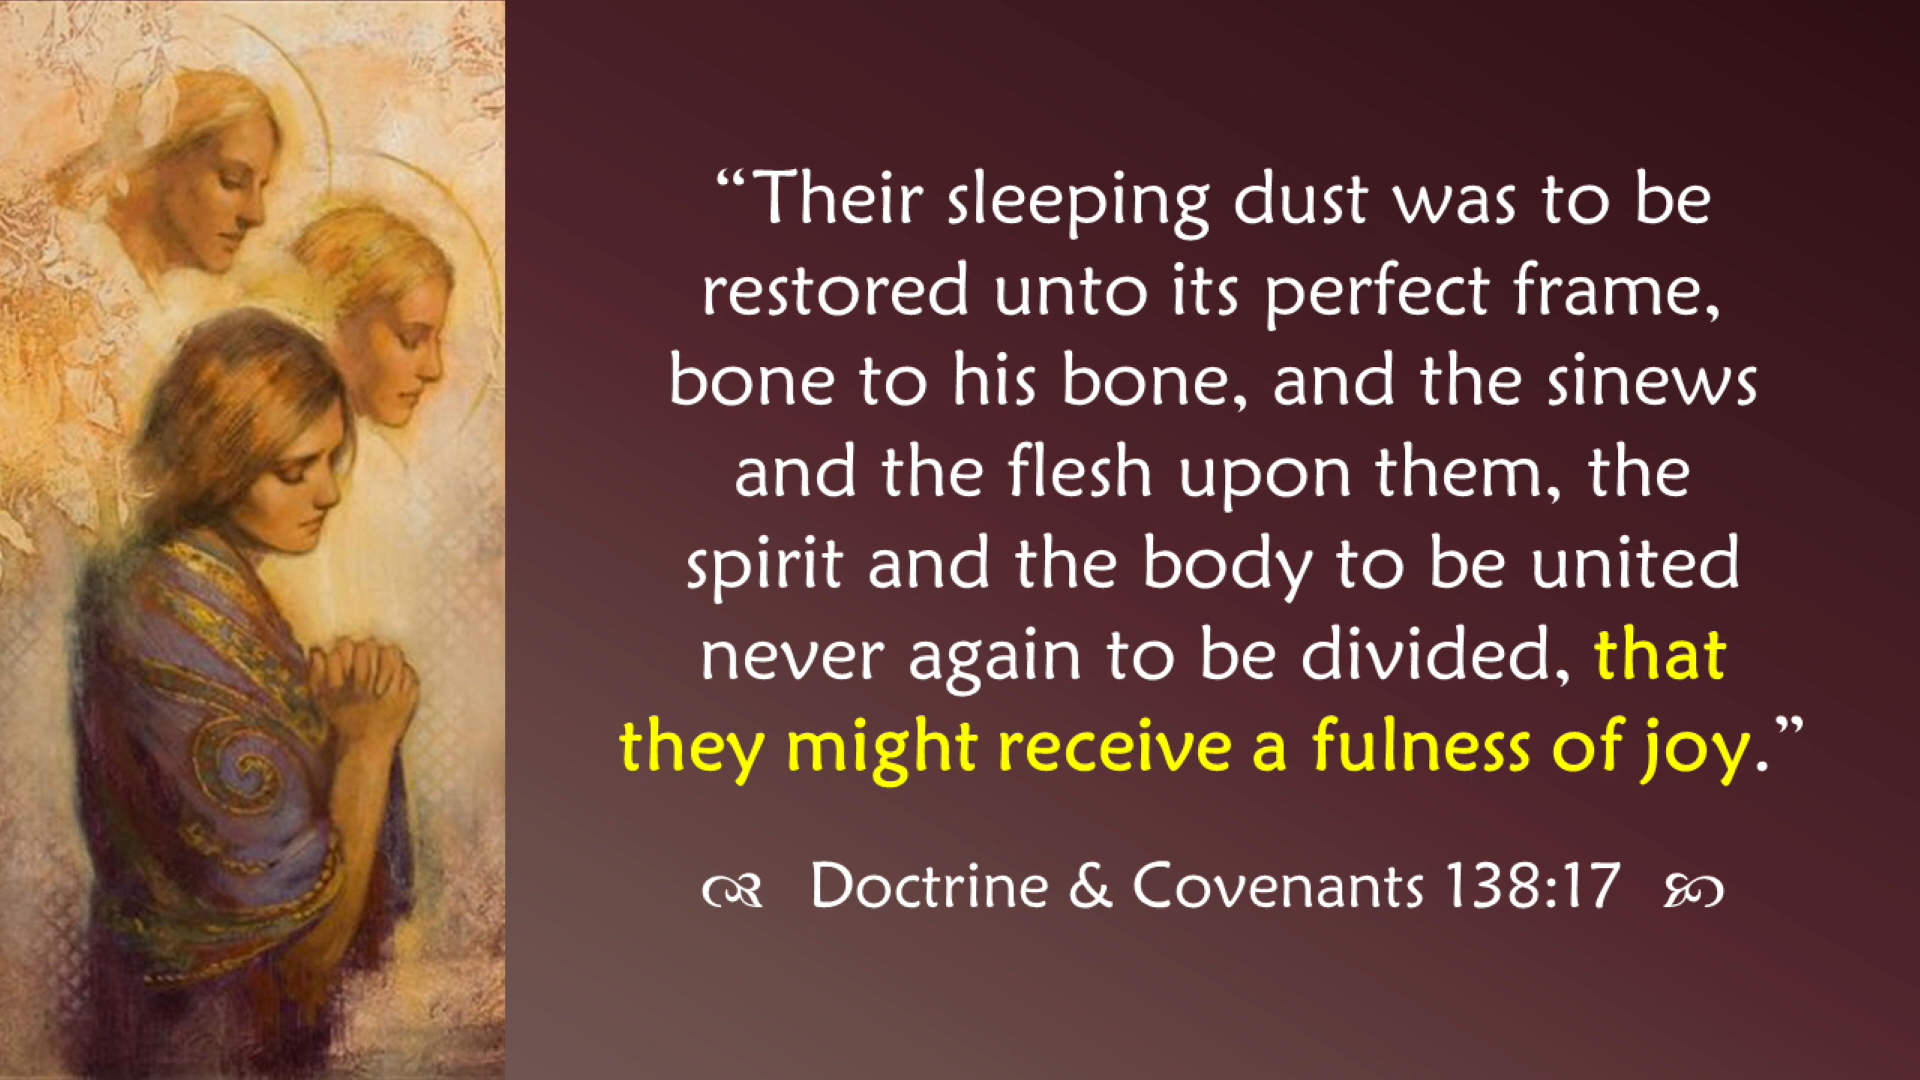 “Their sleeping dust was to be
restored unto its perfect frame,
bone to his bone, and the sinews
and the flesh upon them, the
spirit and the body to be united
never again to be divided, that
they might receive a fulness of joy.”
Doctrine & Covenants 138:17